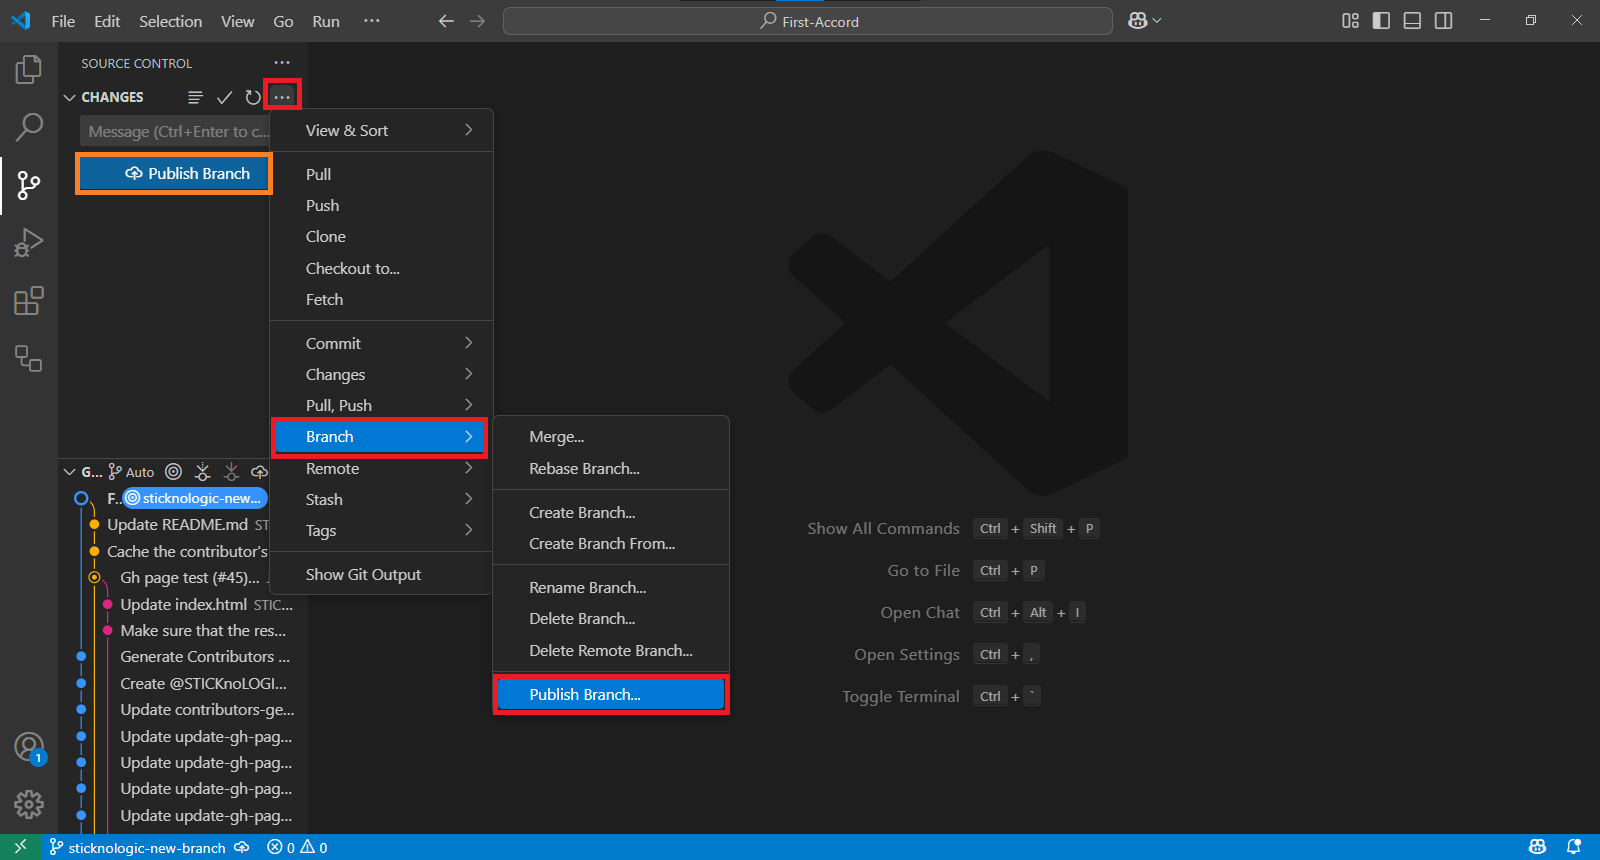 File Edit Selection View Go Run ···
First-Accord
SOURCE CONTROL ···
CHANGES ···
Message (Ctrl+Enter to c...
Publish Branch
View & Sort
Pull
Push
Clone
Checkout to...
Fetch
Commit
Changes
Pull, Push
Branch
Remote
Stash
Tags
Show Git Output
Merge...
Rebase Branch...
Create Branch...
Create Branch From...
Rename Branch...
Delete Branch...
Delete Remote Branch...
Publish Branch...
G... Auto
F.. sticknologic-new...
Update README.md ST
Cache the contributor's
Gh page test (#45)...
Update index.html STIC...
Make sure that the res...
Generate Contributors ...
Create @STICKnoLOGI...
Update contributors-ge...
Update update-gh-pag...
Update update-gh-pag...
Update update-gh-pag...
Update update-gh-pag...
Show All Commands Ctrl + Shift + P
Go to File Ctrl + P
Open Chat Ctrl + Alt + I
Open Settings Ctrl + ,
Toggle Terminal Ctrl + `
1
sticknologic-new-branch 0 0